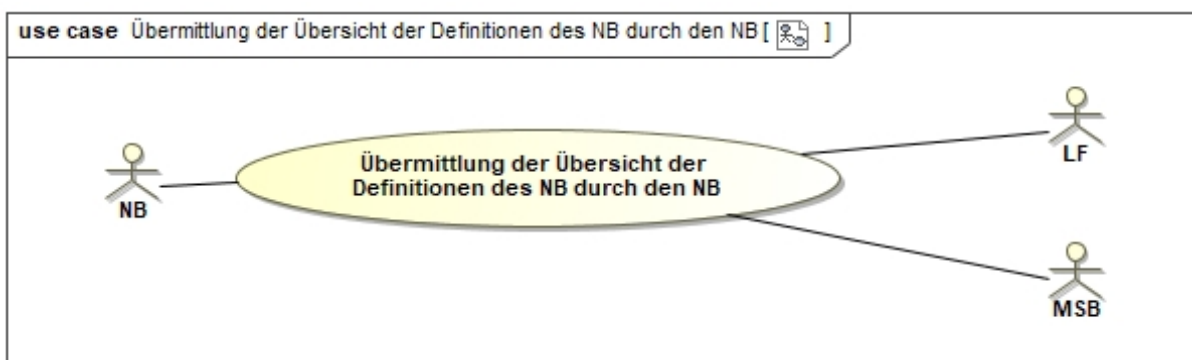 use case Übermittlung der Übersicht der Definitionen des NB durch den NB [ ]
LF
Übermittlung der Übersicht der
Definitionen des NB durch den NB
NB
MSB